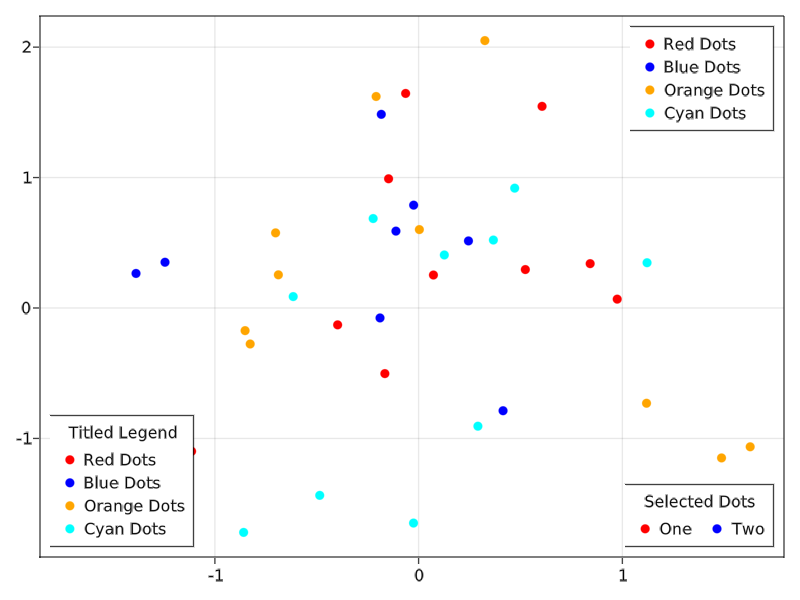 2
Red Dots
Blue Dots
Orange Dots
Cyan Dots
1
0
-1
Titled Legend
Red Dots
Blue Dots
Orange Dots
Cyan Dots
Selected Dots
One Two
-1 0 1